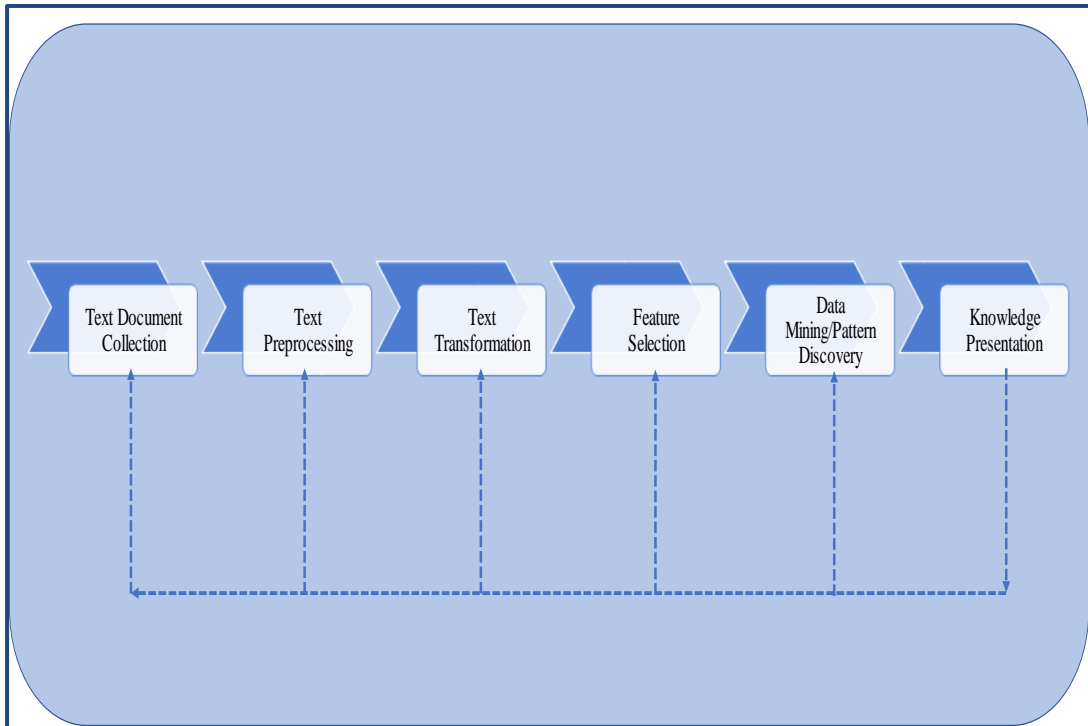 Text Document
Collection
Text
Preprocessing
Text
Transformation
Feature
Selection
Data
Mining/Pattern
Discovery
Knowledge
Presentation